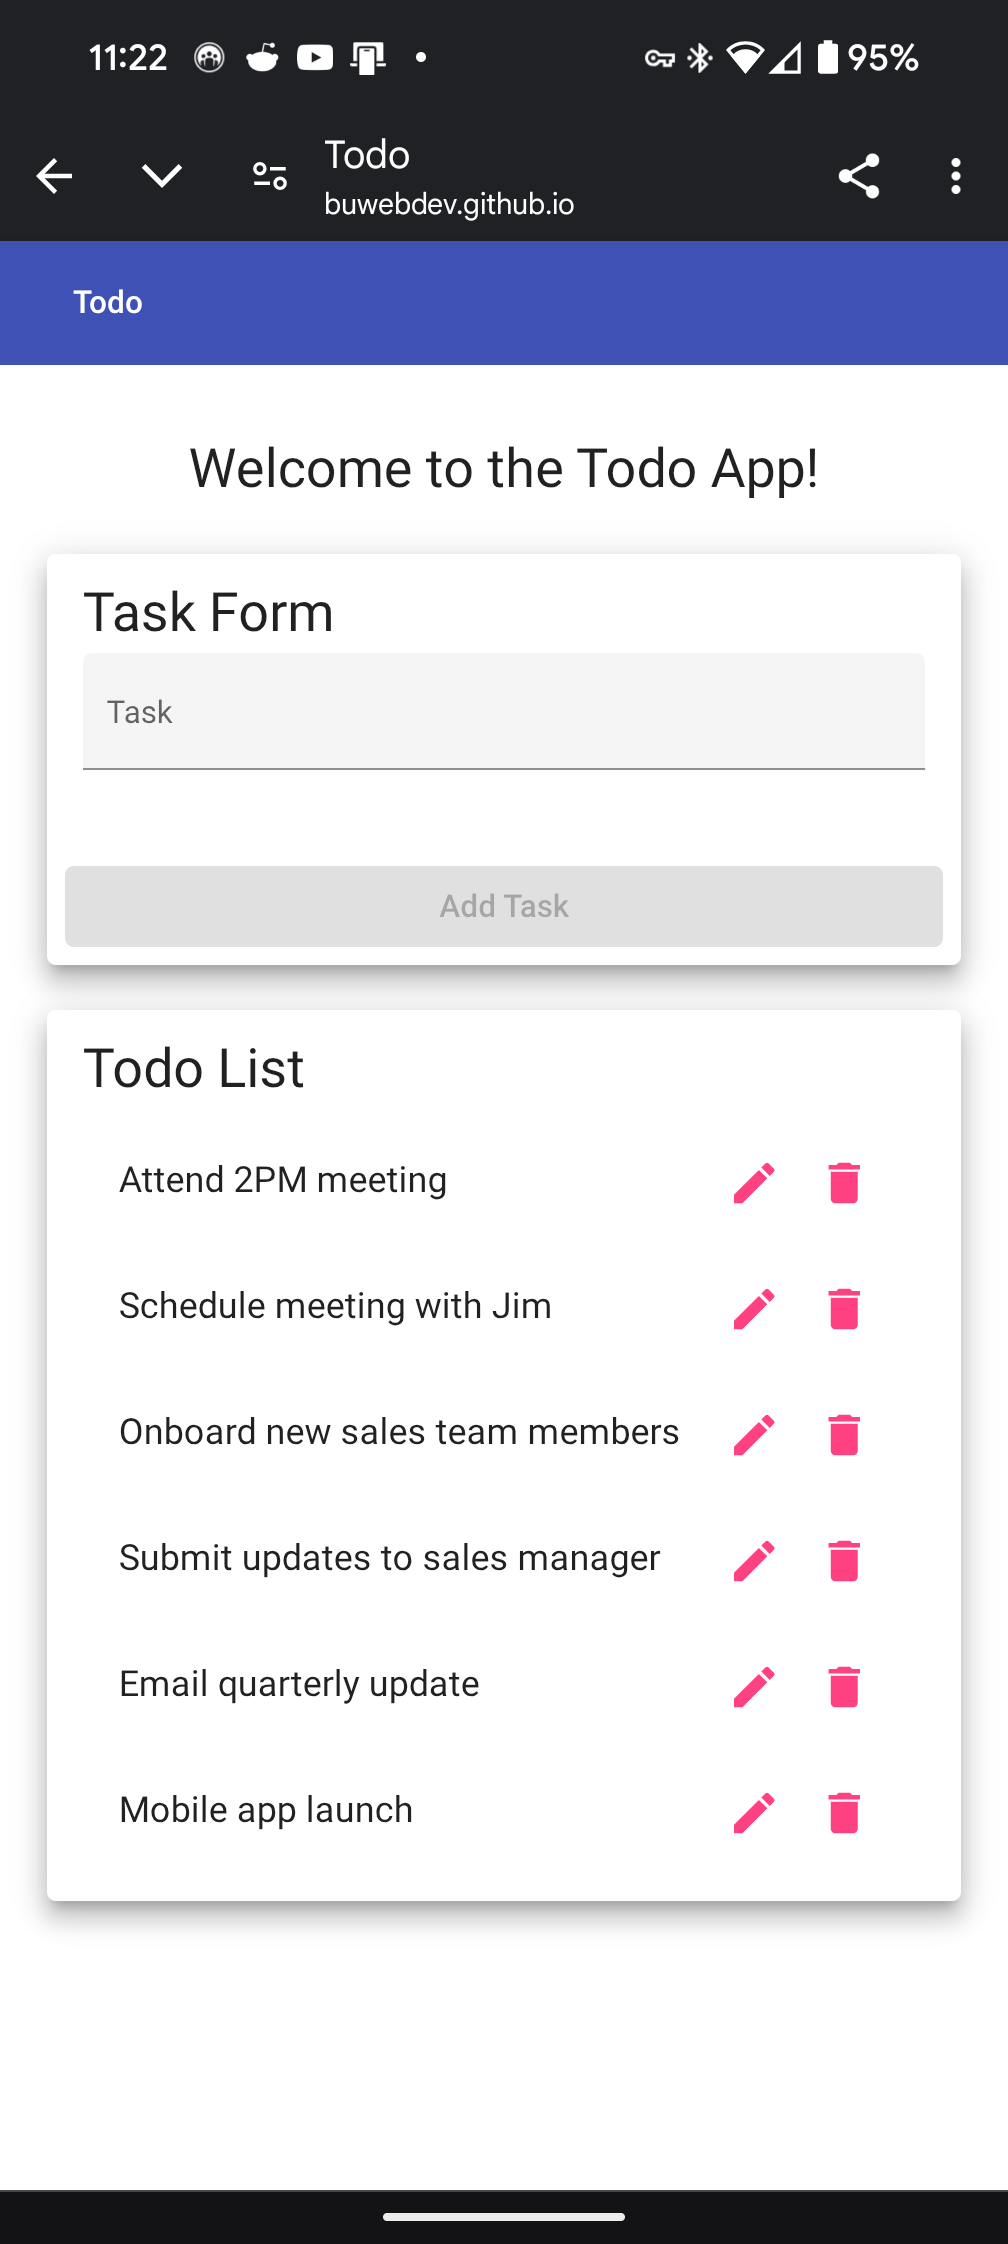 11:22
95%
Todo
buwebdev.github.io
Todo
Welcome to the Todo App!
Task Form
Task
Add Task
Todo List
Attend 2PM meeting
Schedule meeting with Jim
Onboard new sales team members
Submit updates to sales manager
Email quarterly update
Mobile app launch